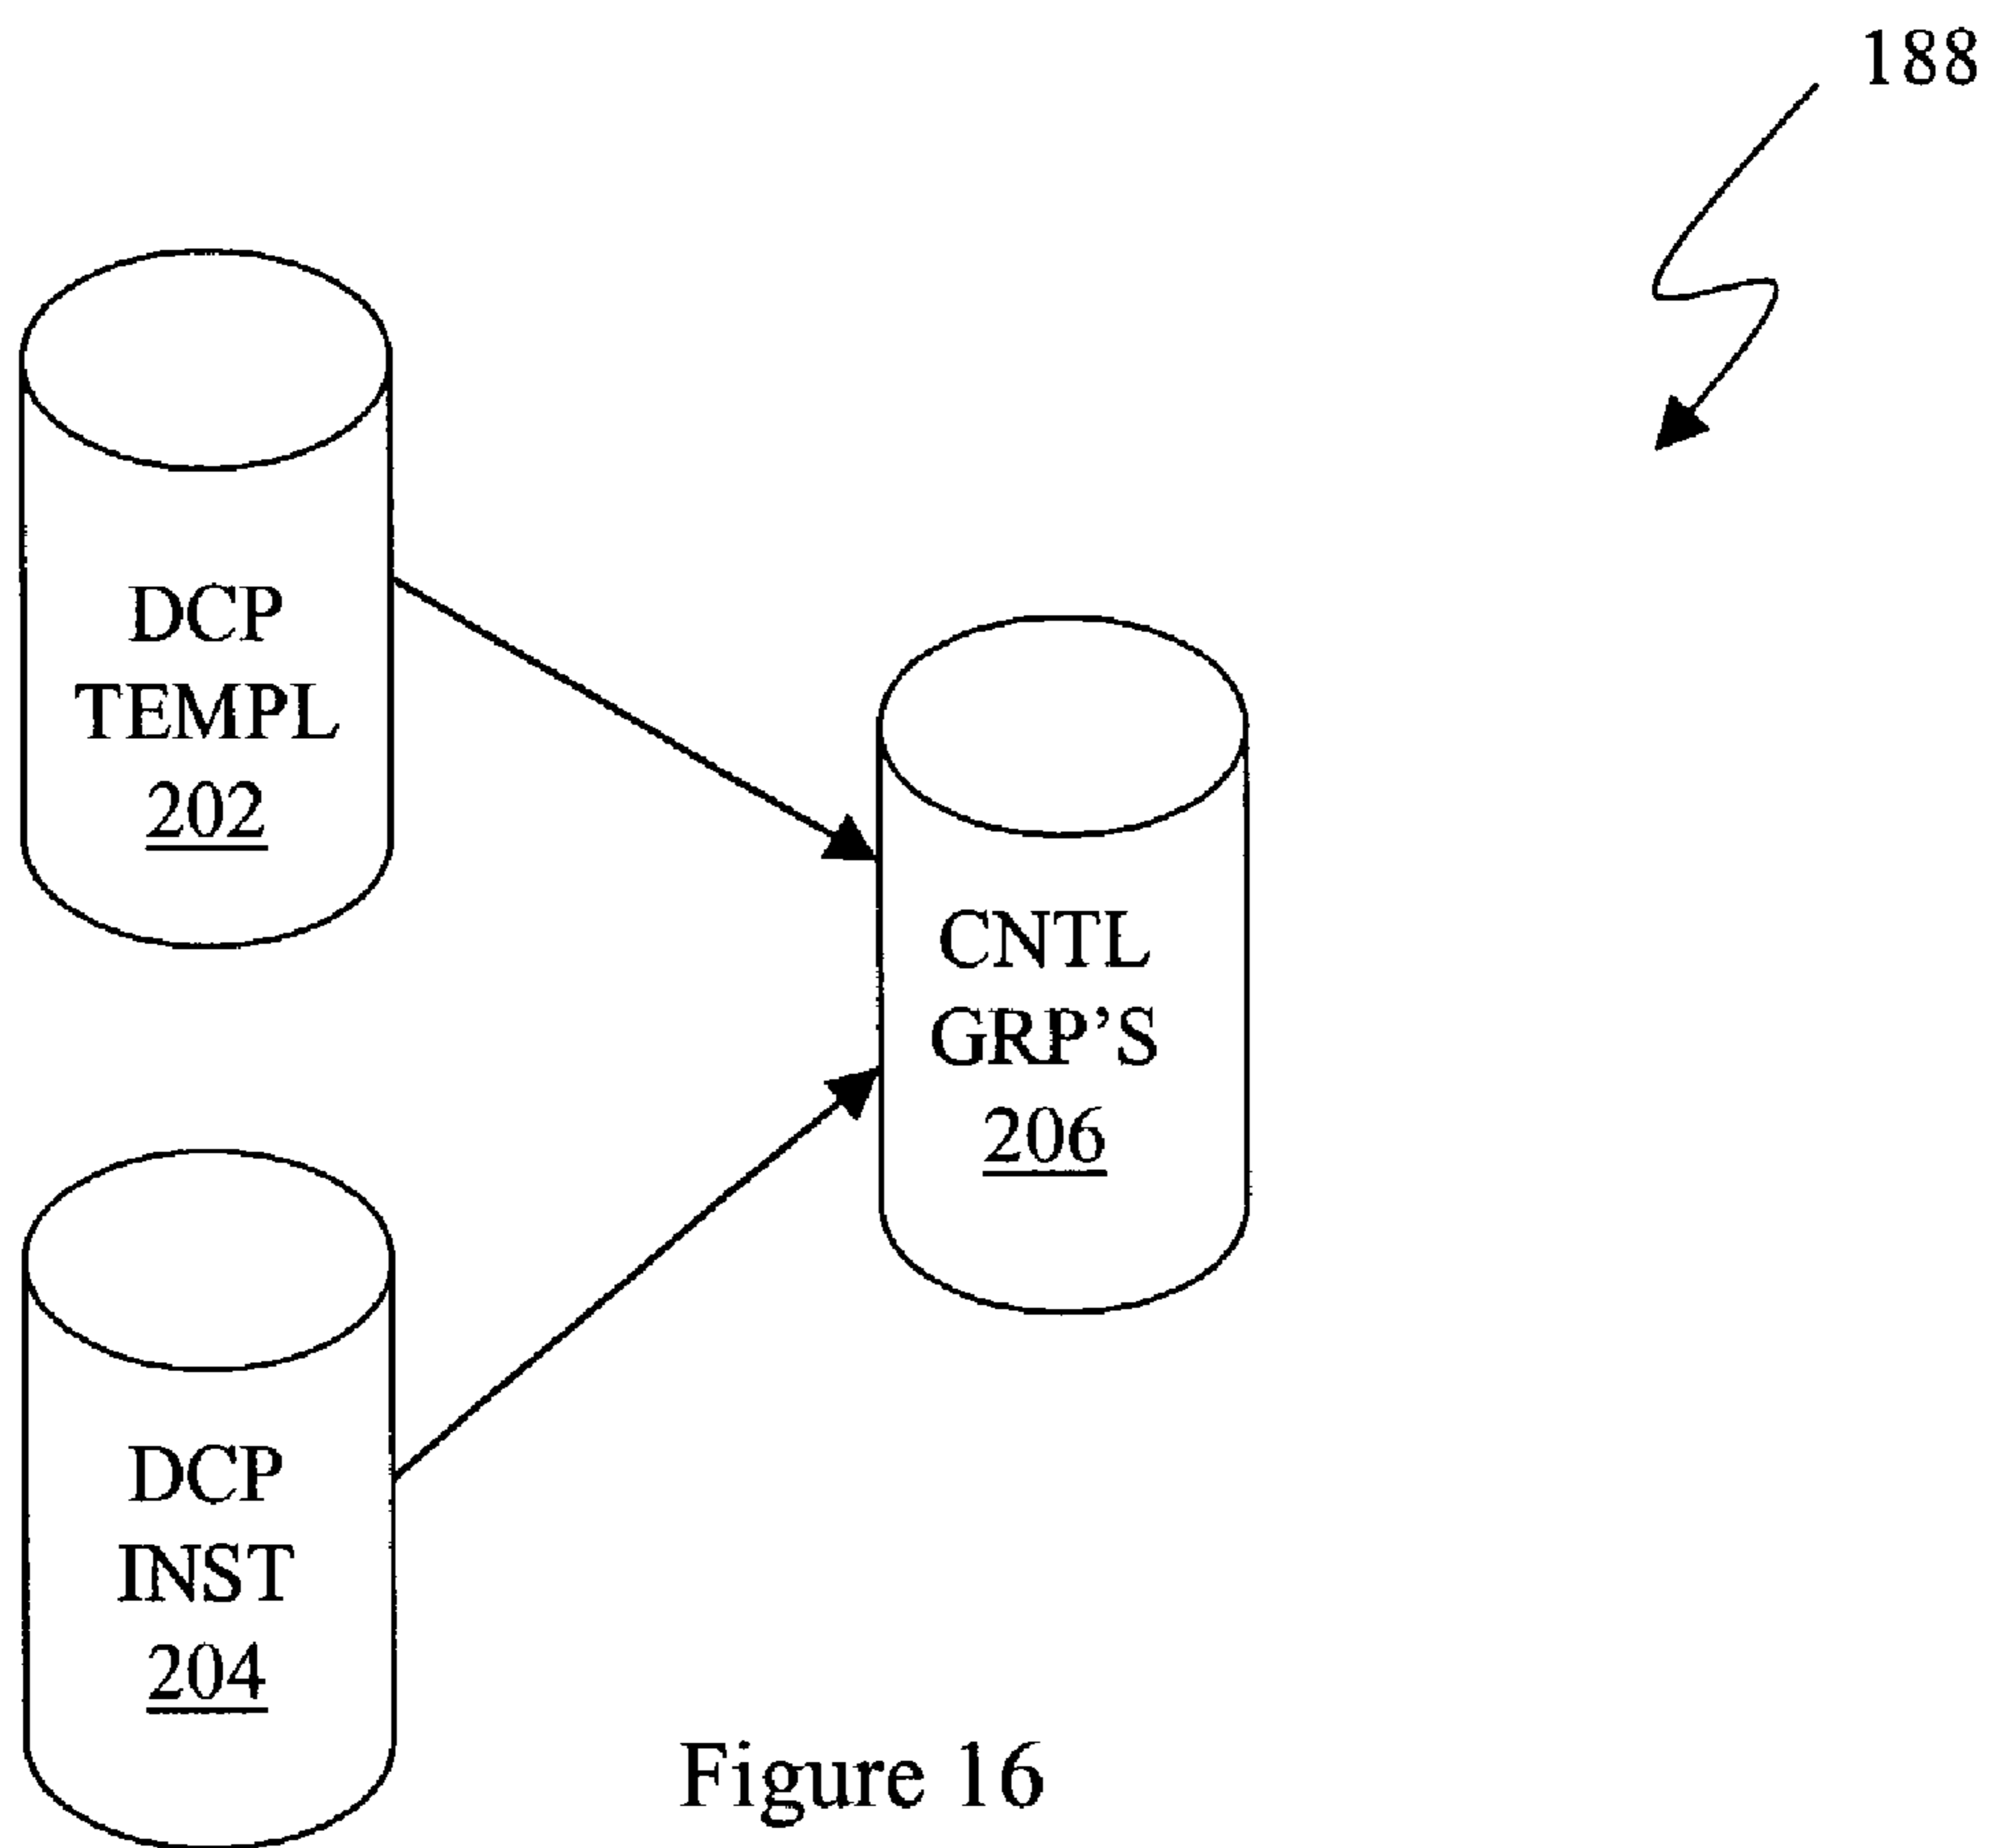 188
DCP
TEMPL
202
CNTL
GRP’S
206
DCP
INST
204
Figure 16